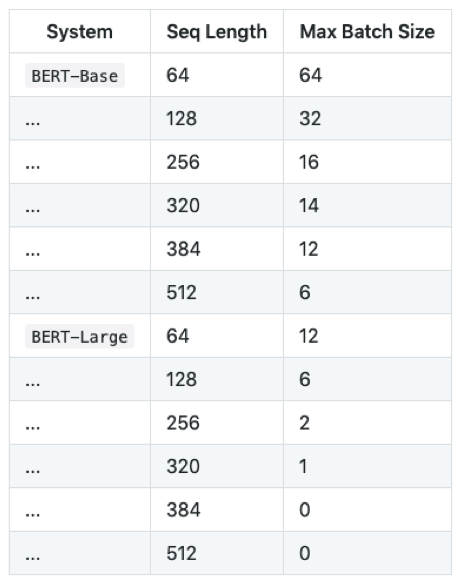 System Seq Length Max Batch Size
BERT-Base 64 64
... 128 32
... 256 16
... 320 14
... 384 12
... 512 6
BERT-Large 64 12
... 128 6
... 256 2
... 320 1
... 384 0
... 512 0